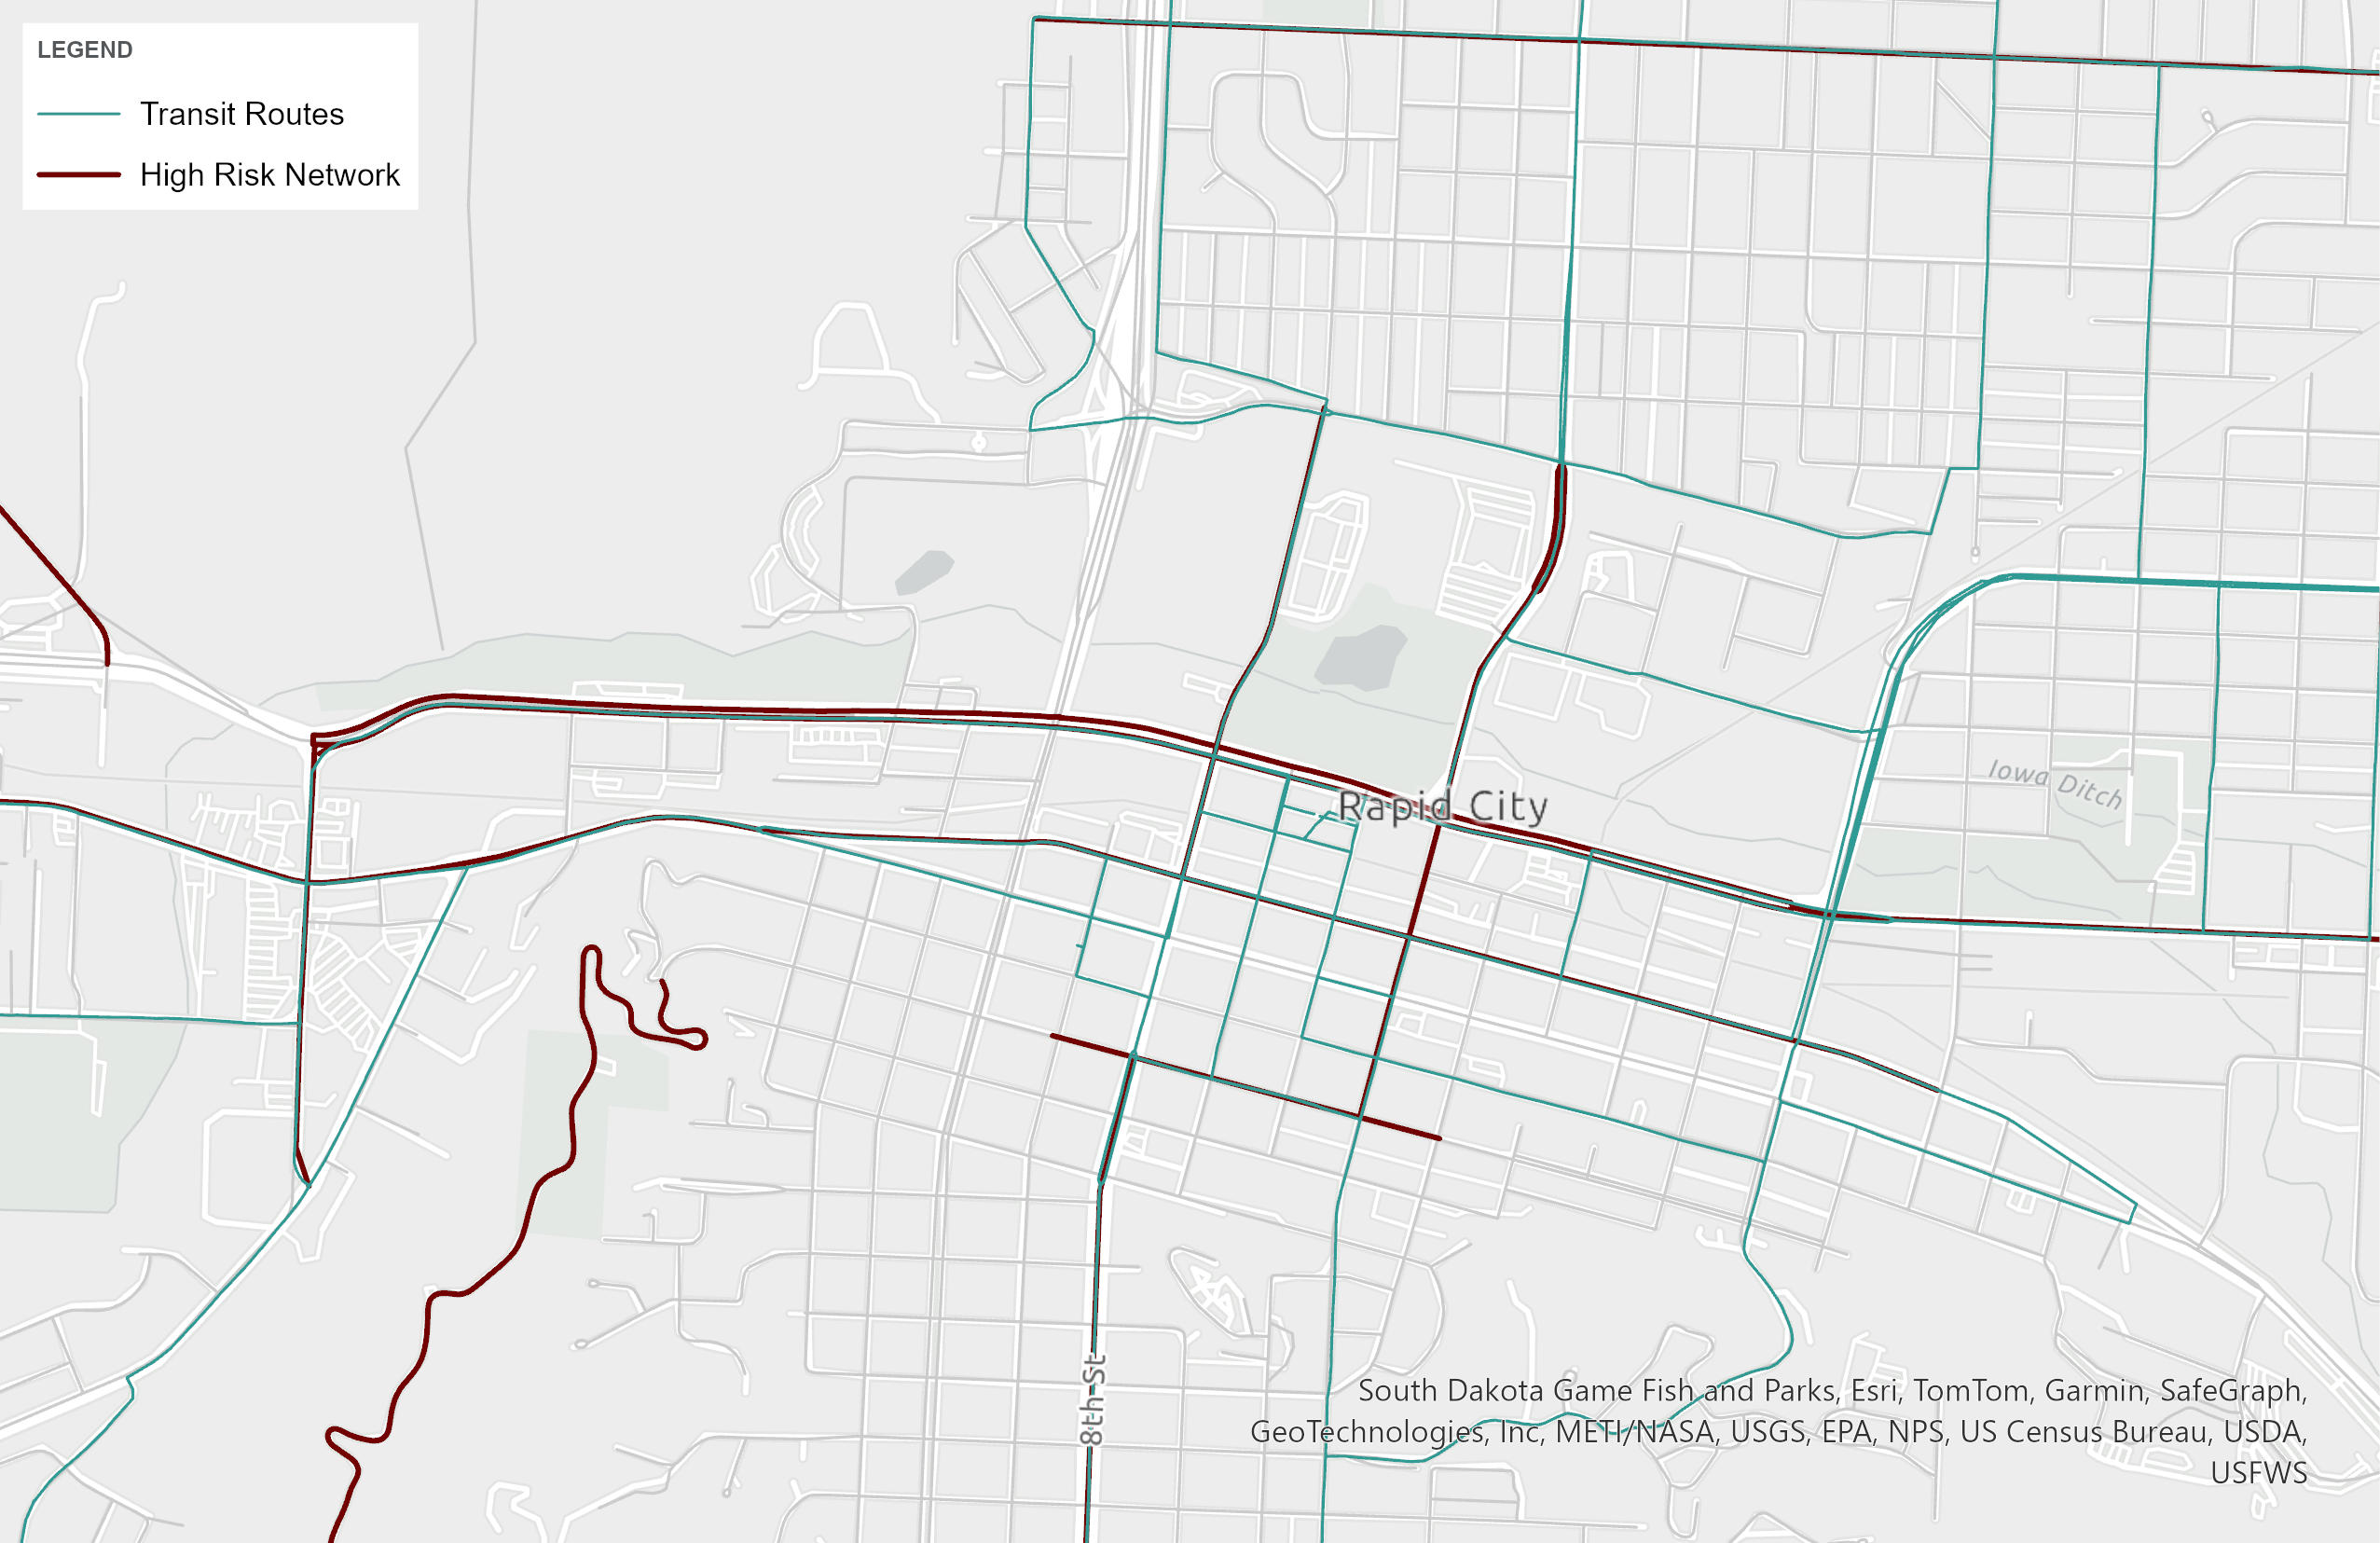 LEGEND
Transit Routes
High Risk Network
Rapid City
Iowa Ditch
8th St
South Dakota Game Fish and Parks, Esri, TomTom, Garmin, SafeGraph,
GeoTechnologies, Inc, METI/NASA, USGS, EPA, NPS, US Census Bureau, USDA,
USFWS